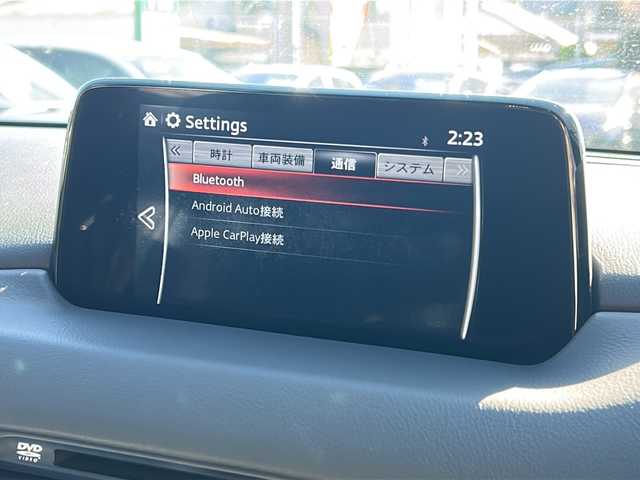 Settings
2:23
時計 車両装備 通信 システム
Bluetooth
Android Auto接続
Apple CarPlay接続
DVD
VIDEO